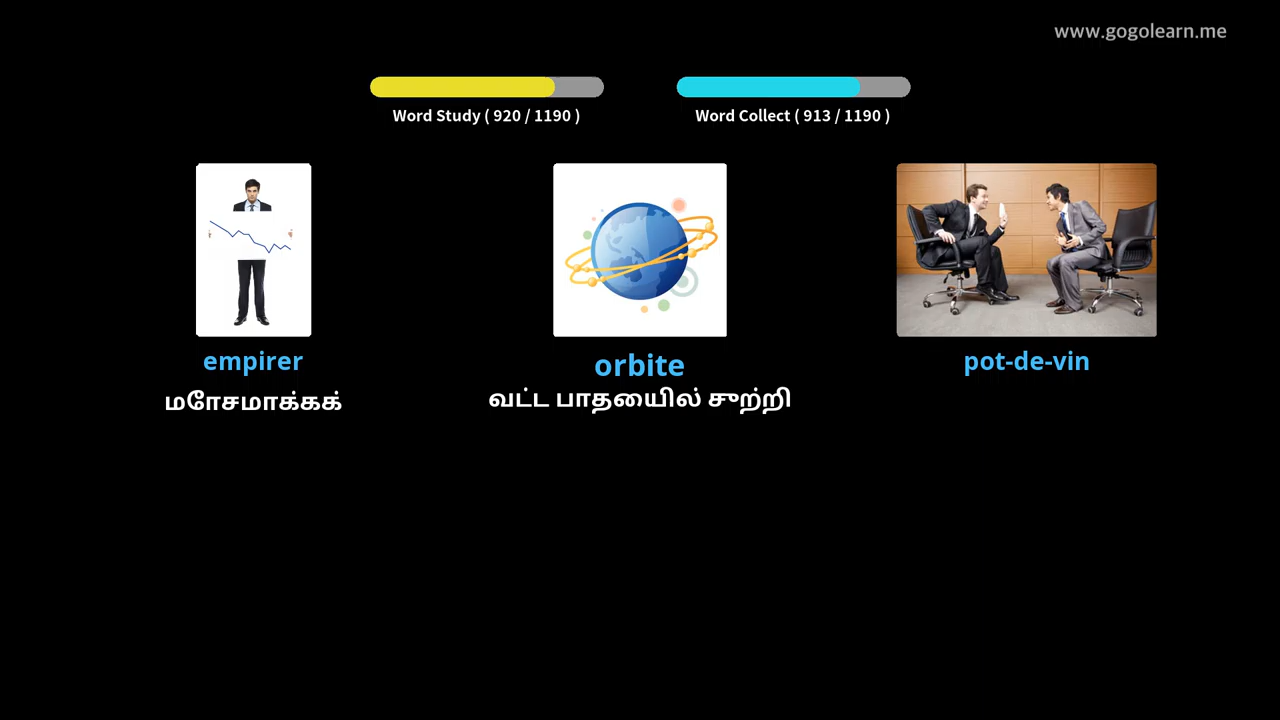 www.gogolearn.me
Word Study ( 920 / 1190 )
Word Collect ( 913 / 1190 )
empirer
orbite
pot-de-vin
மோசமாக்கக்
வட்ட பாதையில் சுற்றி